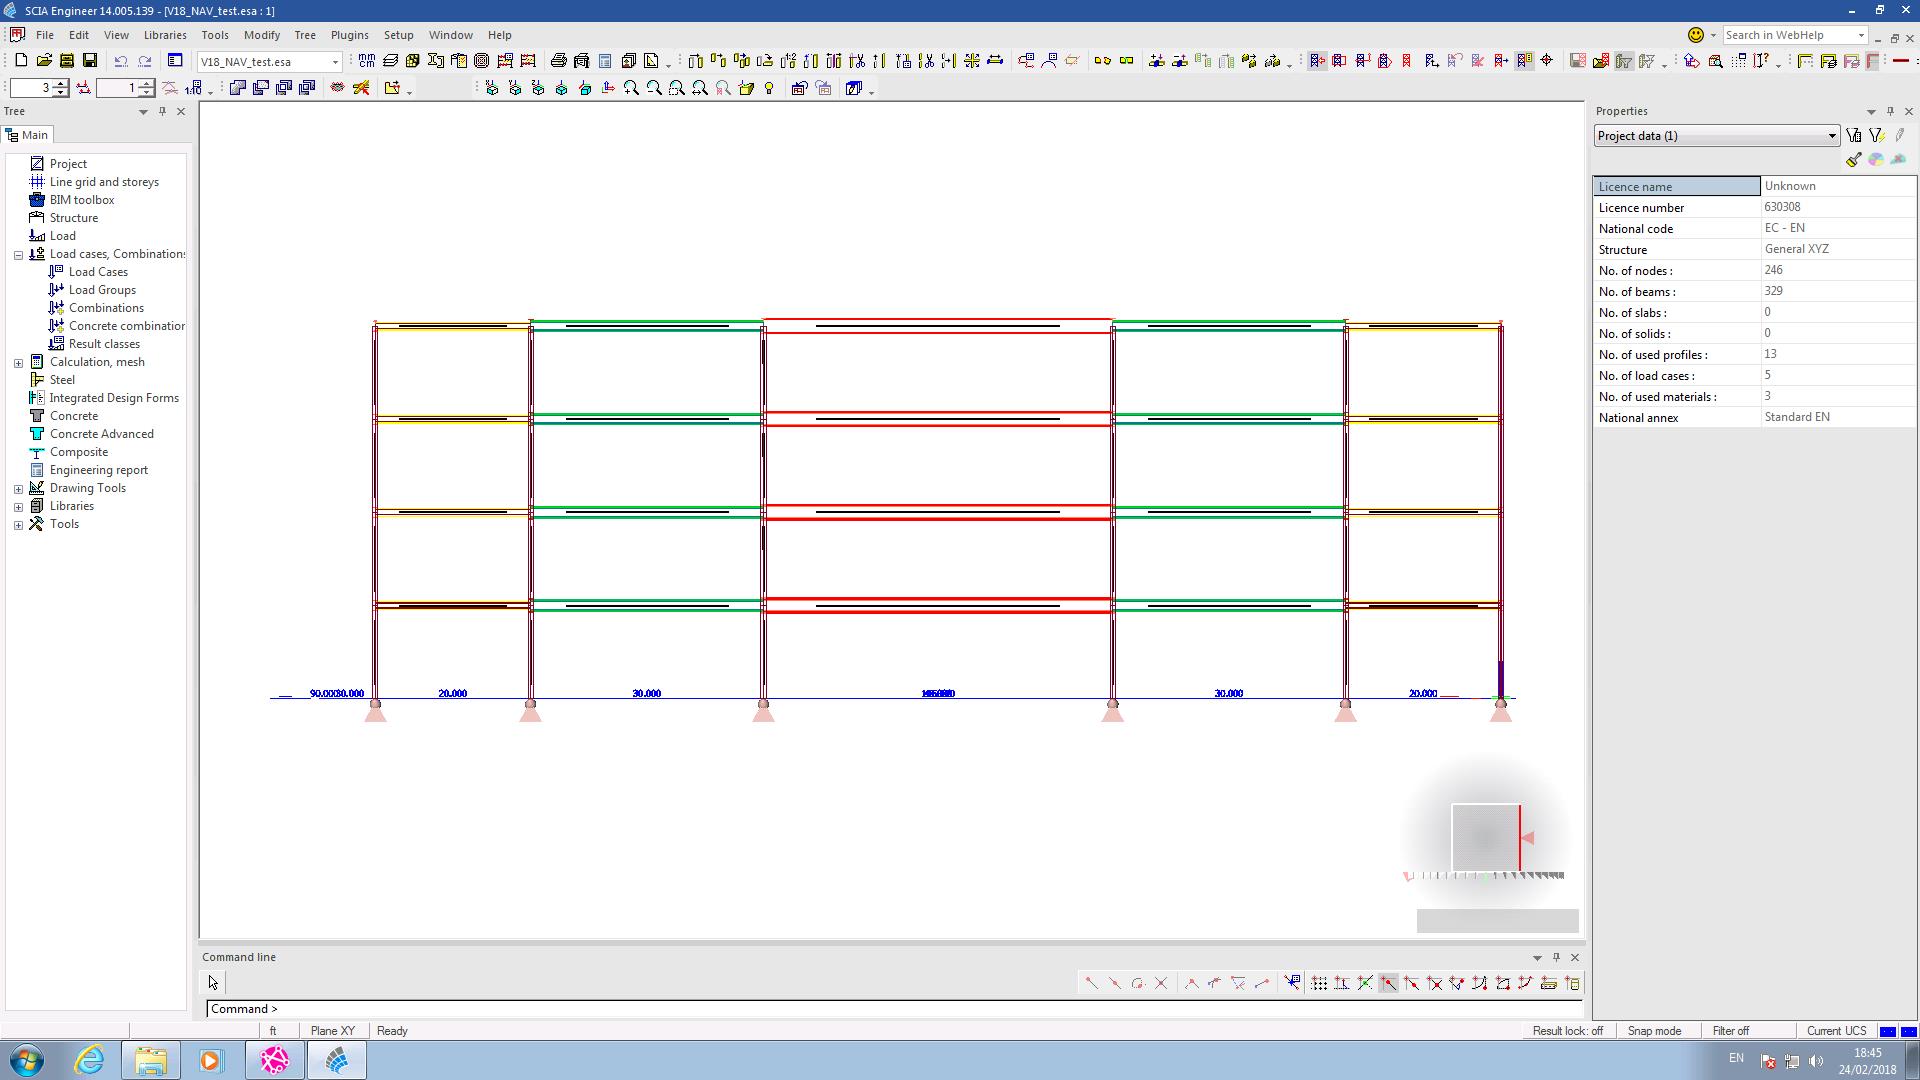 SCIA Engineer 14.005.139 - [V18_NAV_test.esa : 1]
File Edit View Libraries Tools Modify Tree Plugins Setup Window Help
Search in WebHelp
V18_NAV_test.esa
3
1
Tree
Main
Project
Line grid and storeys
BIM toolbox
Structure
Load
Load cases, Combinations
Load Cases
Load Groups
Combinations
Concrete combination
Result classes
Calculation, mesh
Steel
Integrated Design Forms
Concrete
Concrete Advanced
Composite
Engineering report
Drawing Tools
Libraries
Tools
20.000
30.000
30.000
20.000
Properties
Project data (1)
Licence name Unknown
Licence number 630308
National code EC - EN
Structure General XYZ
No. of nodes : 246
No. of beams : 329
No. of slabs : 0
No. of solids : 0
No. of used profiles : 13
No. of load cases : 5
No. of used materials : 3
National annex Standard EN
Command line
Command >
ft Plane XY Ready
Result lock: off Snap mode Filter off Current UCS
EN
18:45
24/02/2018